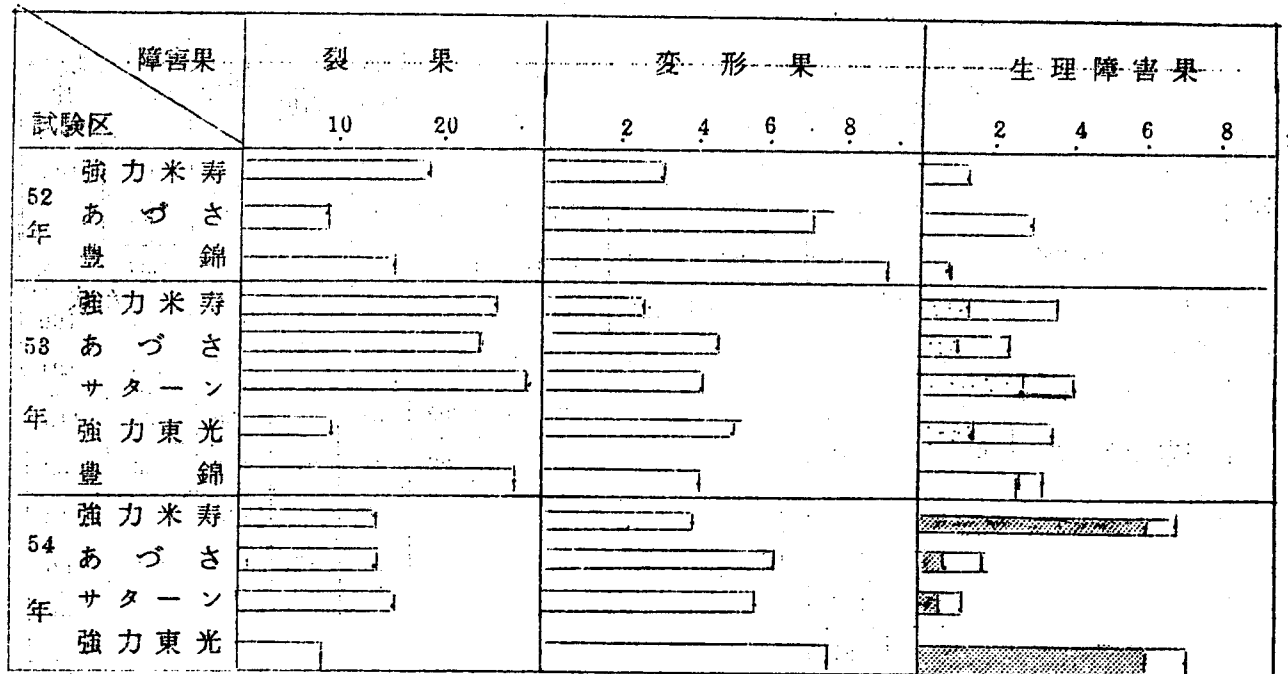 障害果 裂果 変形果 生理障害果
試験区 10 20 2 4 6 8 2 4 6 8
52年
強力米寿
あづさ
豊錦
53年
強力米寿
あづさ
サターン
強力東光
豊錦
54年
強力米寿
あづさ
サターン
強力東光